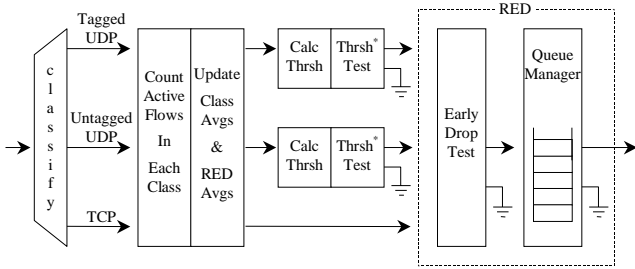 RED
Tagged
UDP
classify
Untagged
UDP
TCP
Count
Active
Flows
In
Each
Class
Update
Class
Avgs
&
RED
Avgs
Calc
Thrsh
Thrsh*
Test
Calc
Thrsh
Thrsh*
Test
Early
Drop
Test
Queue
Manager